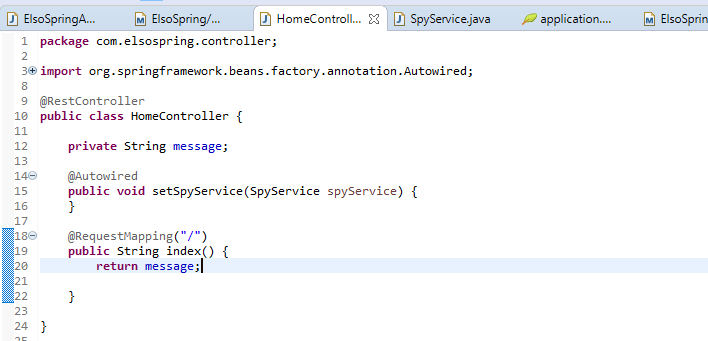 ElsoSpringA... ElsoSpring/... HomeControll... SpyService.java application.... ElsoSprin
1 package com.elsospring.controller;
2
3 import org.springframework.beans.factory.annotation.Autowired;
8
9 @RestController
10 public class HomeController {
11
12 private String message;
13
14 @Autowired
15 public void setSpyService(SpyService spyService) {
16 }
17
18 @RequestMapping("/")
19 public String index() {
20 return message;
21
22 }
23
24 }
25